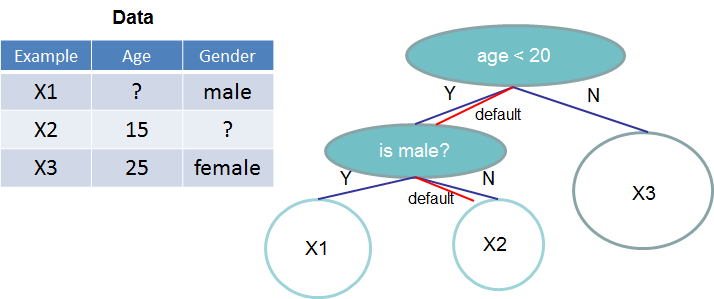 Data
Example Age Gender
X1 ? male
X2 15 ?
X3 25 female
age < 20
Y N
default
is male?
Y N
default
X1 X2 X3